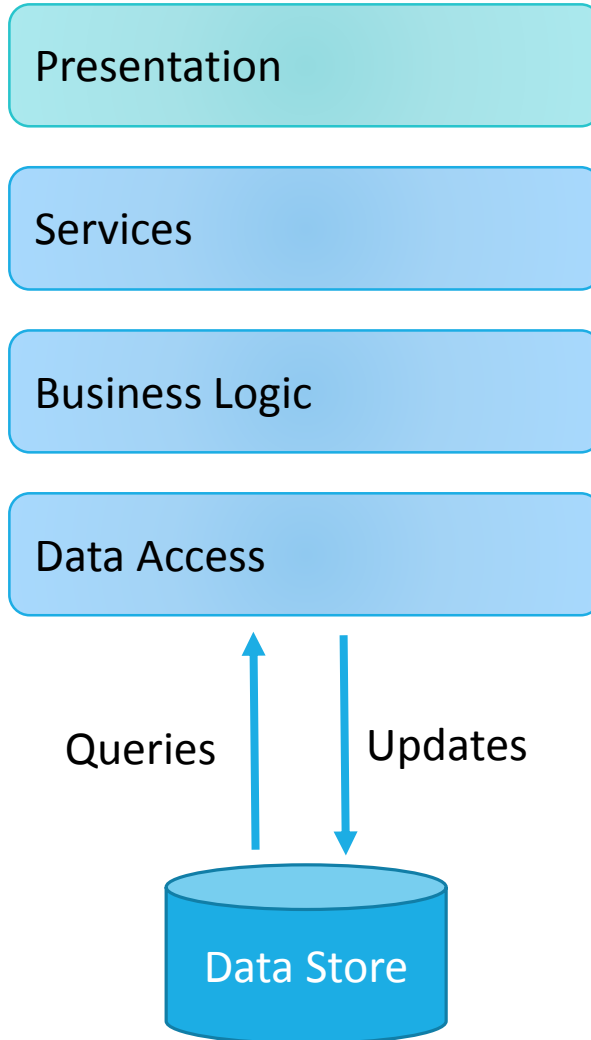 Presentation
Services
Business Logic
Data Access
Queries
Updates
Data Store